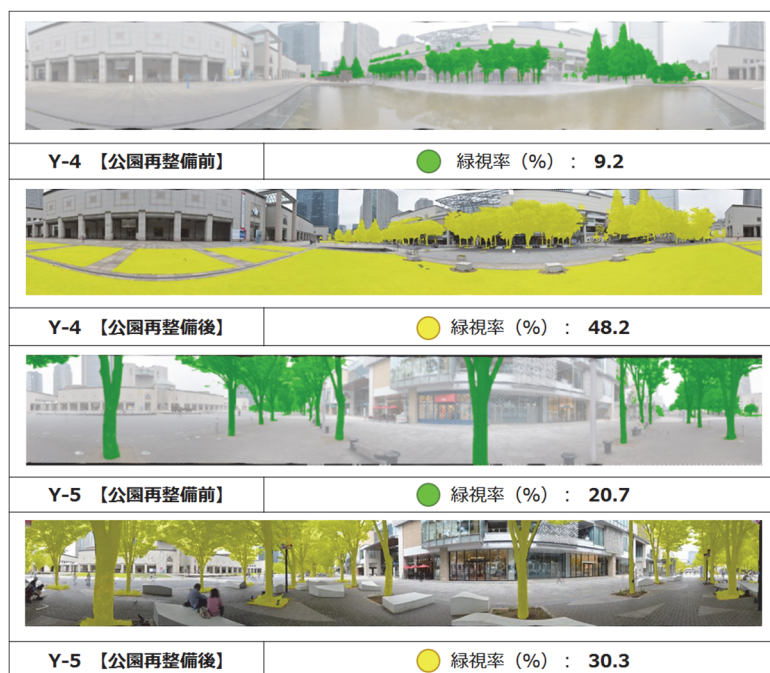 Y-4 【公園再整備前】 緑視率（%）： 9.2
Y-4 【公園再整備後】 緑視率（%）： 48.2
Y-5 【公園再整備前】 緑視率（%）： 20.7
Y-5 【公園再整備後】 緑視率（%）： 30.3